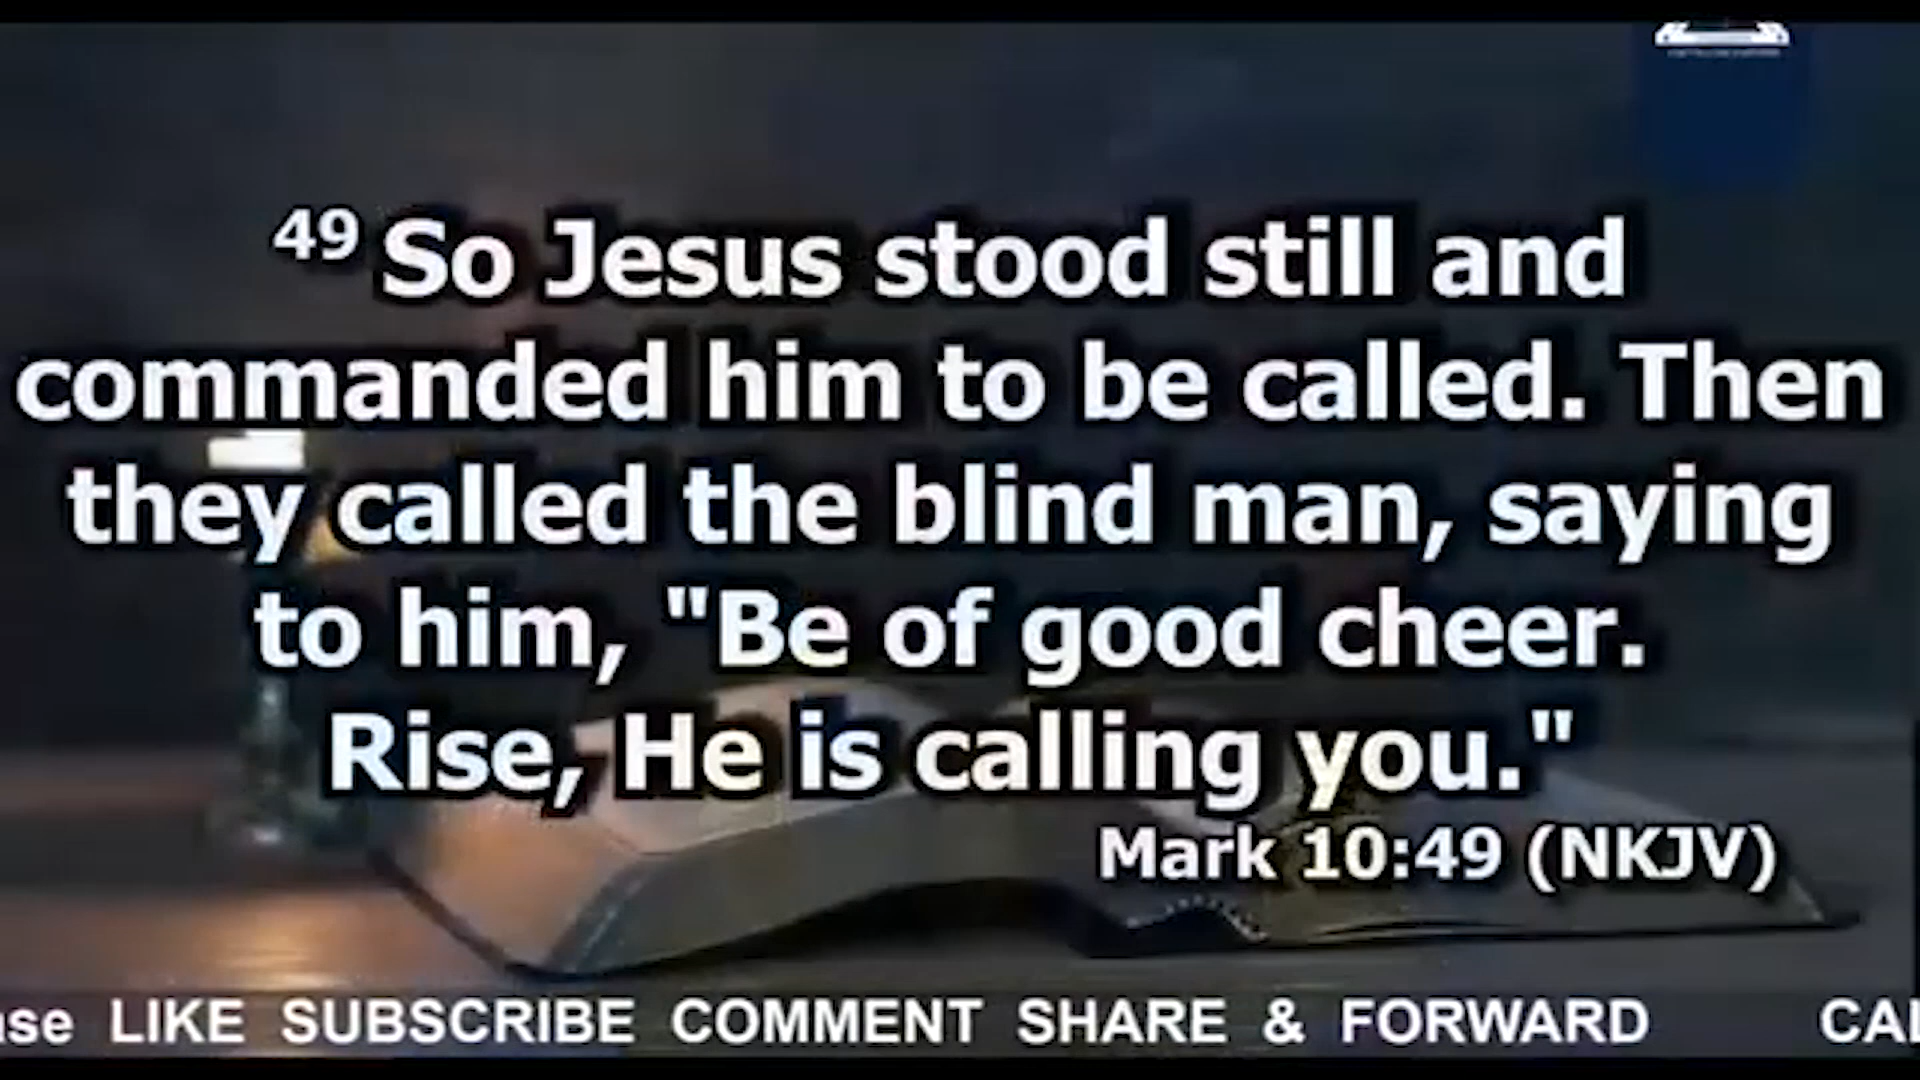 49 So Jesus stood still and
commanded him to be called. Then
they called the blind man, saying
to him, "Be of good cheer.
Rise, He is calling you."
Mark 10:49 (NKJV)
LIKE SUBSCRIBE COMMENT SHARE & FORWARD